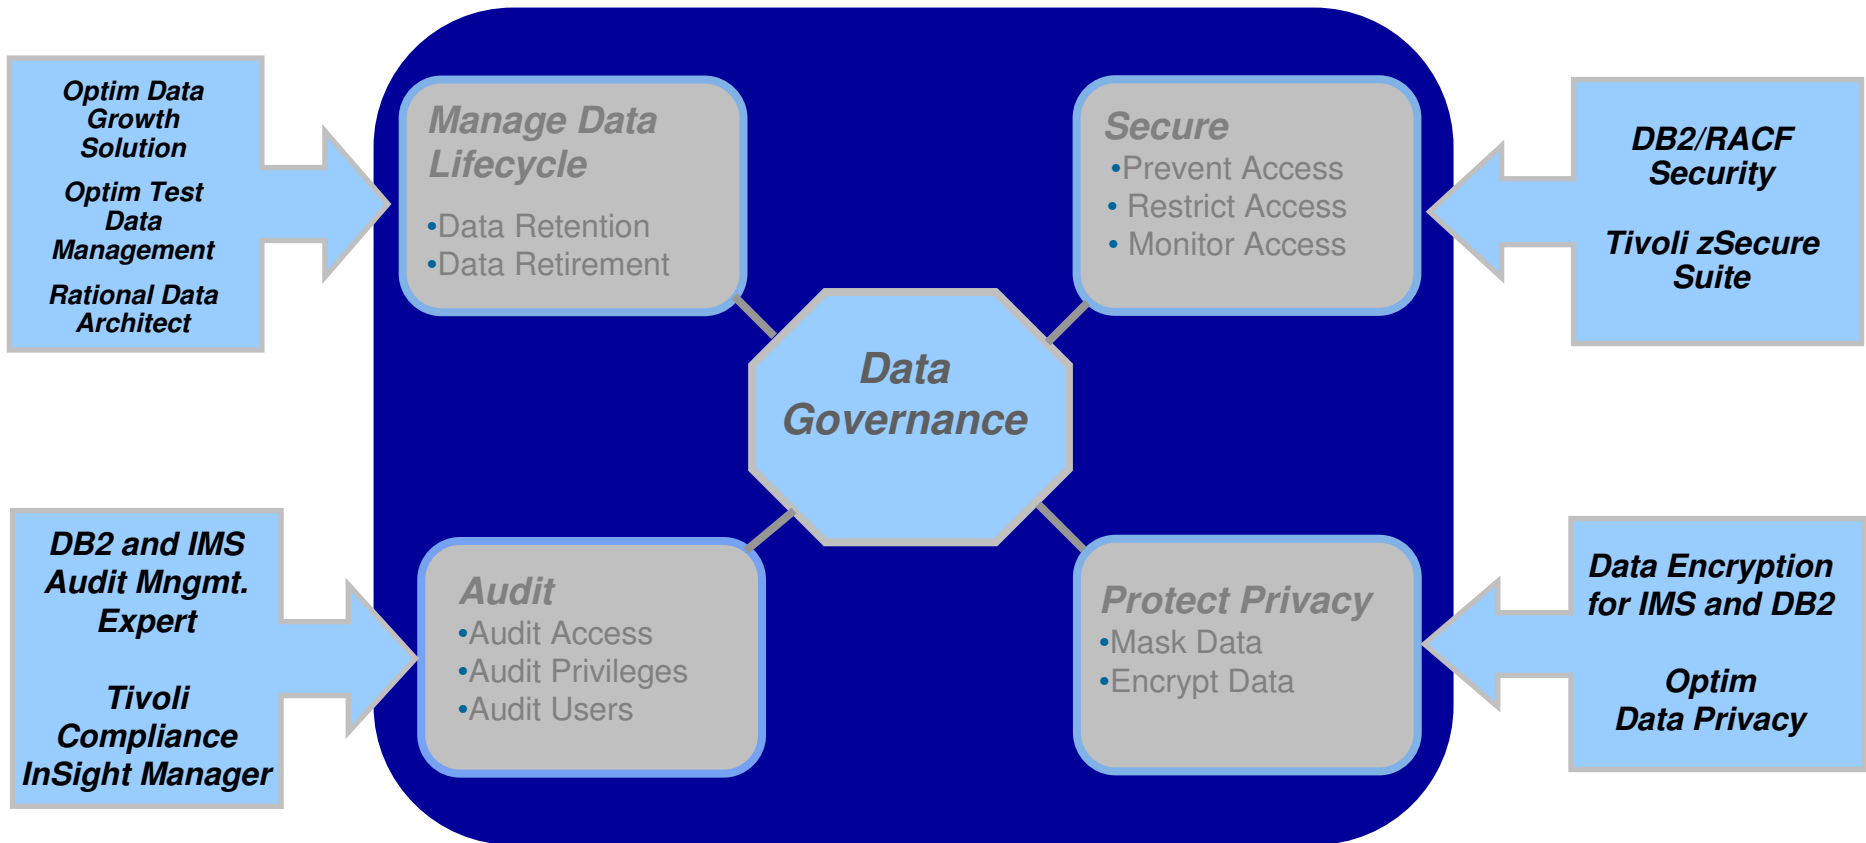 Optim Data
Growth
Solution
Optim Test
Data
Management
Rational Data
Architect
Manage Data
Lifecycle
•Data Retention
•Data Retirement
Secure
•Prevent Access
• Restrict Access
• Monitor Access
DB2/RACF
Security
Tivoli zSecure
Suite
Data
Governance
DB2 and IMS
Audit Mngmt.
Expert
Tivoli
Compliance
InSight Manager
Audit
•Audit Access
•Audit Privileges
•Audit Users
Protect Privacy
•Mask Data
•Encrypt Data
Data Encryption
for IMS and DB2
Optim
Data Privacy